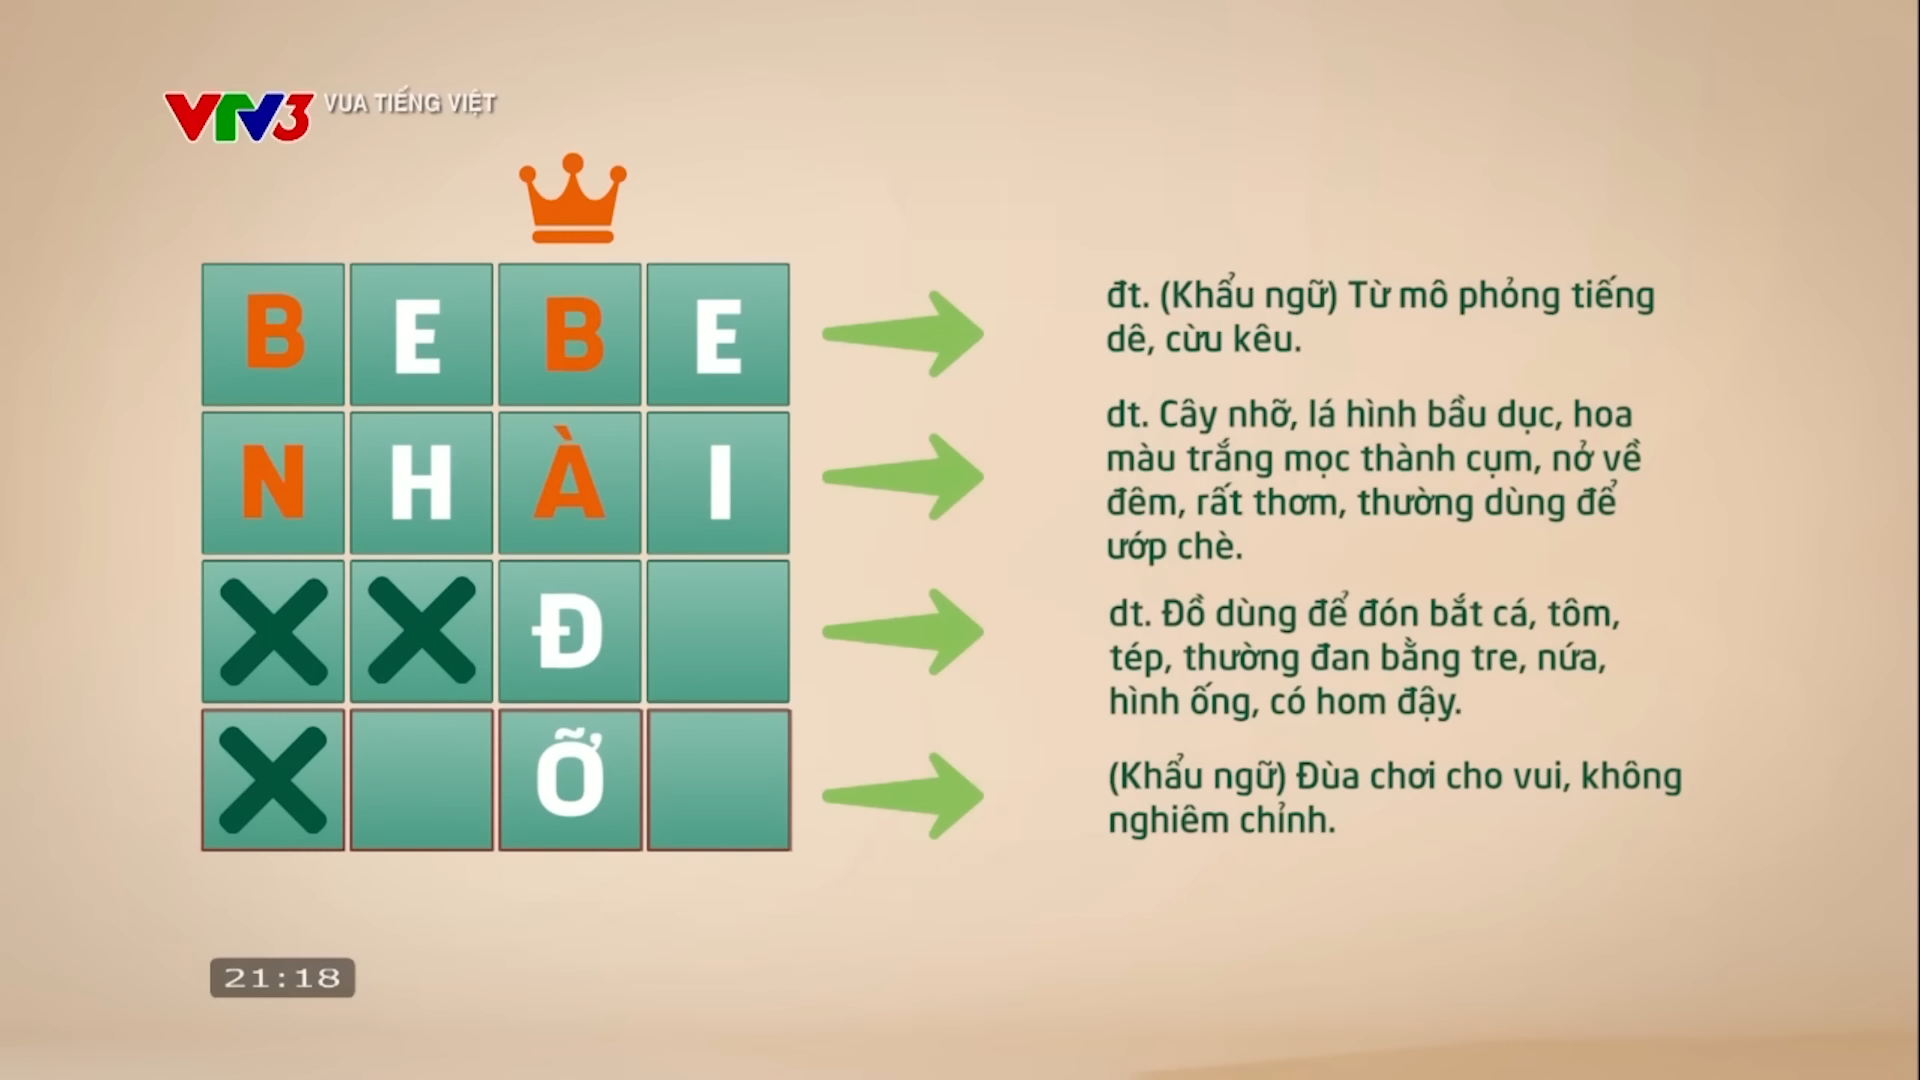 VTV3 VUA TIẾNG VIỆT
B E B E
đt. (Khẩu ngữ) Từ mô phỏng tiếng
dê, cừu kêu.
N H À I
dt. Cây nhỡ, lá hình bầu dục, hoa
màu trắng mọc thành cụm, nở về
đêm, rất thơm, thường dùng để
ướp chè.
Đ
dt. Đồ dùng để đón bắt cá, tôm,
tép, thường đan bằng tre, nứa,
hình ống, có hom đậy.
Ỡ
(Khẩu ngữ) Đùa chơi cho vui, không
nghiêm chỉnh.
21:18